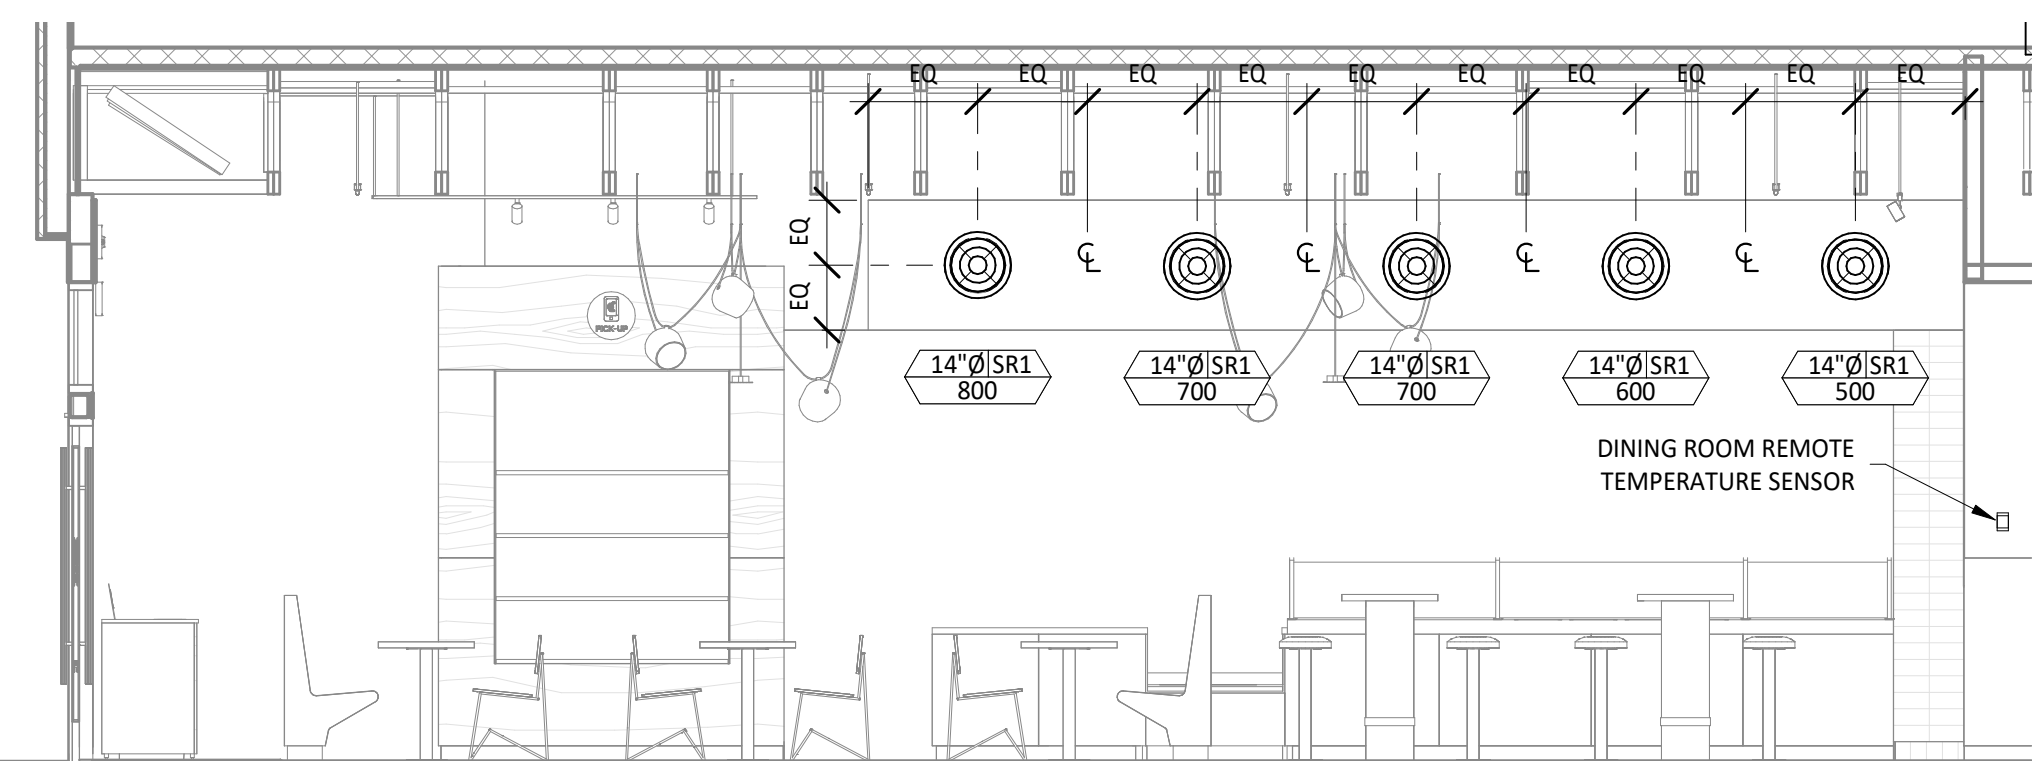 EQ EQ EQ EQ EQ EQ EQ EQ EQ EQ
EQ
EQ
℄ ℄ ℄ ℄
PICK-UP
14"Ø SR1
800
14"Ø SR1
700
14"Ø SR1
700
14"Ø SR1
600
14"Ø SR1
500
DINING ROOM REMOTE
TEMPERATURE SENSOR